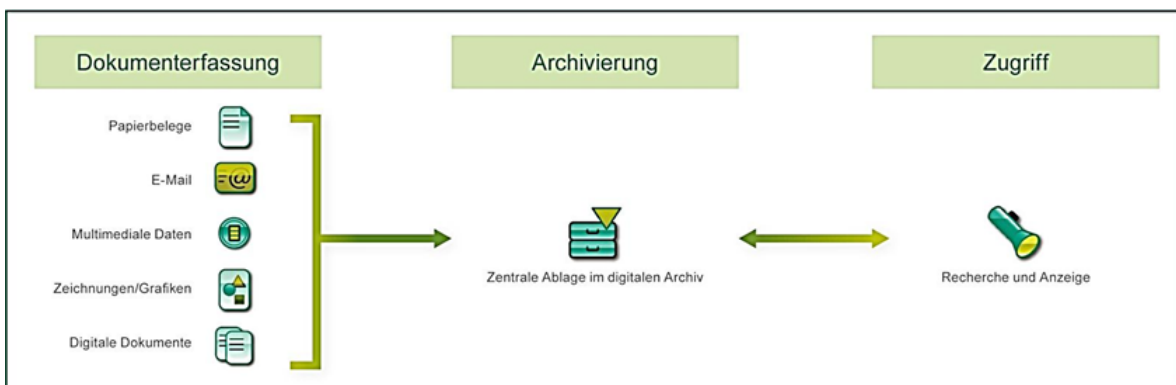 Dokumenterfassung
Archivierung
Zugriff
Papierbelege
E-Mail
Multimediale Daten
Zeichnungen/Grafiken
Digitale Dokumente
Zentrale Ablage im digitalen Archiv
Recherche und Anzeige